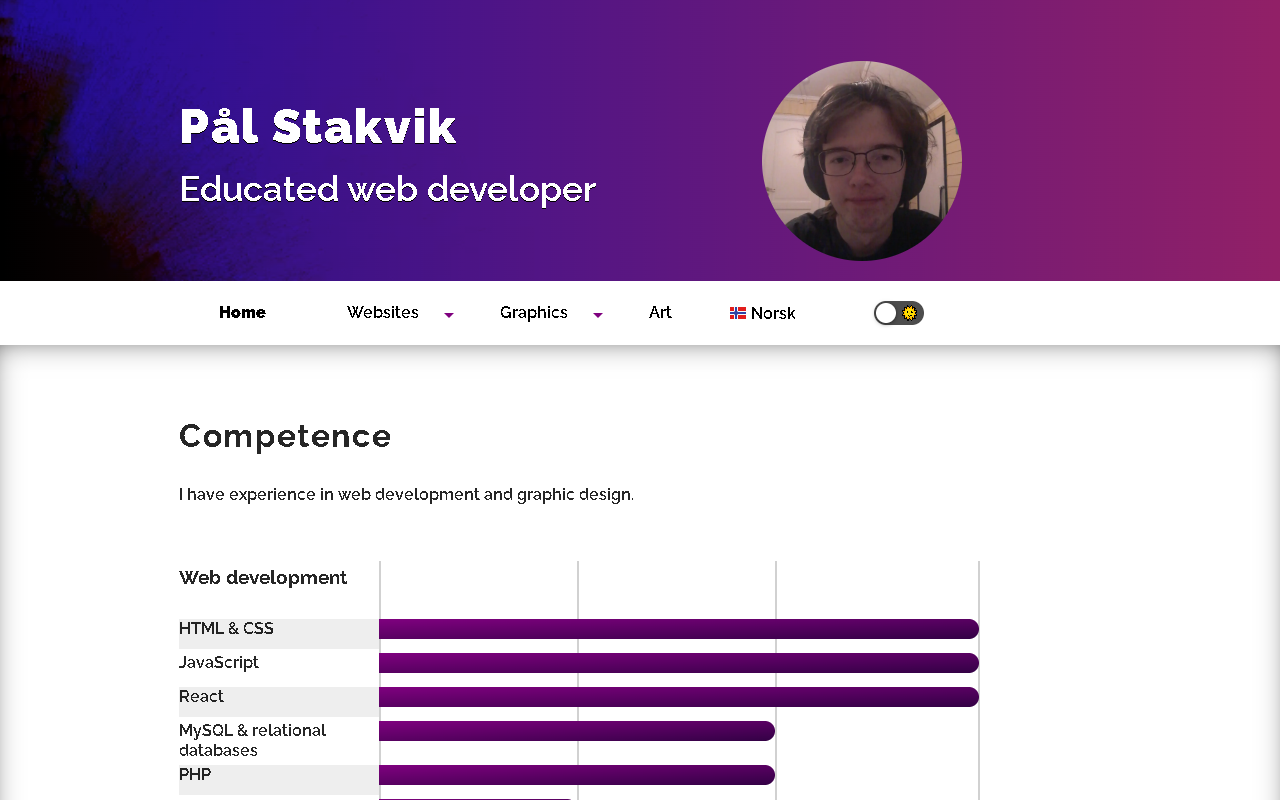 Pål Stakvik
Educated web developer
Home
Websites
Graphics
Art
Norsk
Competence
I have experience in web development and graphic design.
Web development
HTML & CSS
JavaScript
React
MySQL & relational
databases
PHP